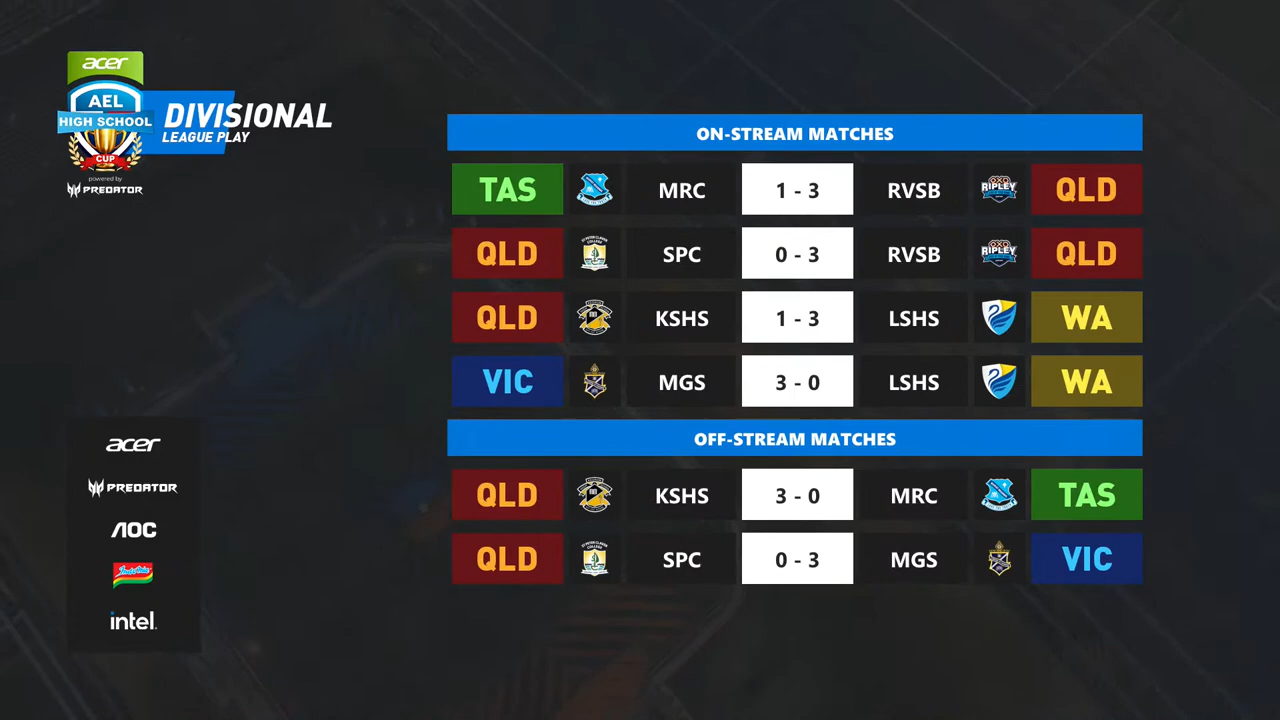 acer
AEL
HIGH SCHOOL
CUP
powered by
PREDATOR
DIVISIONAL
LEAGUE PLAY
ON-STREAM MATCHES
TAS MRC 1 - 3 RVSB RIPLEY QLD
QLD SPC 0 - 3 RVSB RIPLEY QLD
QLD KSHS 1 - 3 LSHS WA
VIC MGS 3 - 0 LSHS WA
OFF-STREAM MATCHES
QLD KSHS 3 - 0 MRC TAS
QLD SPC 0 - 3 MGS VIC
acer
PREDATOR
AOC
Indomie
intel.